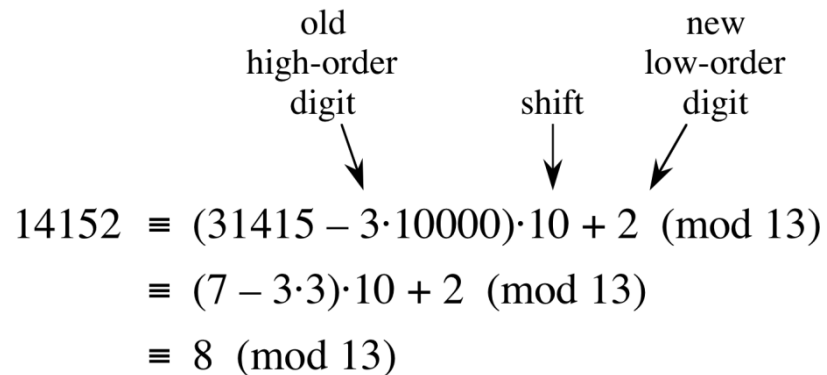 old
high-order
digit
shift
new
low-order
digit
14152 ≡ (31415 – 3·10000)·10 + 2 (mod 13)
≡ (7 – 3·3)·10 + 2 (mod 13)
≡ 8 (mod 13)